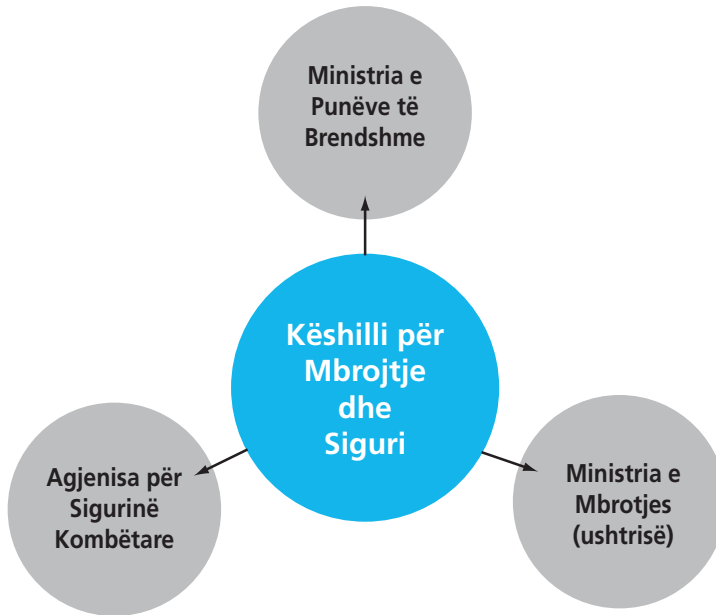 Ministria e
Punëve të
Brendshme
Këshilli për
Mbrojtje
dhe
Siguri
Agjenisa për
Sigurinë
Kombëtare
Ministria e
Mbrotjes
(ushtrisë)